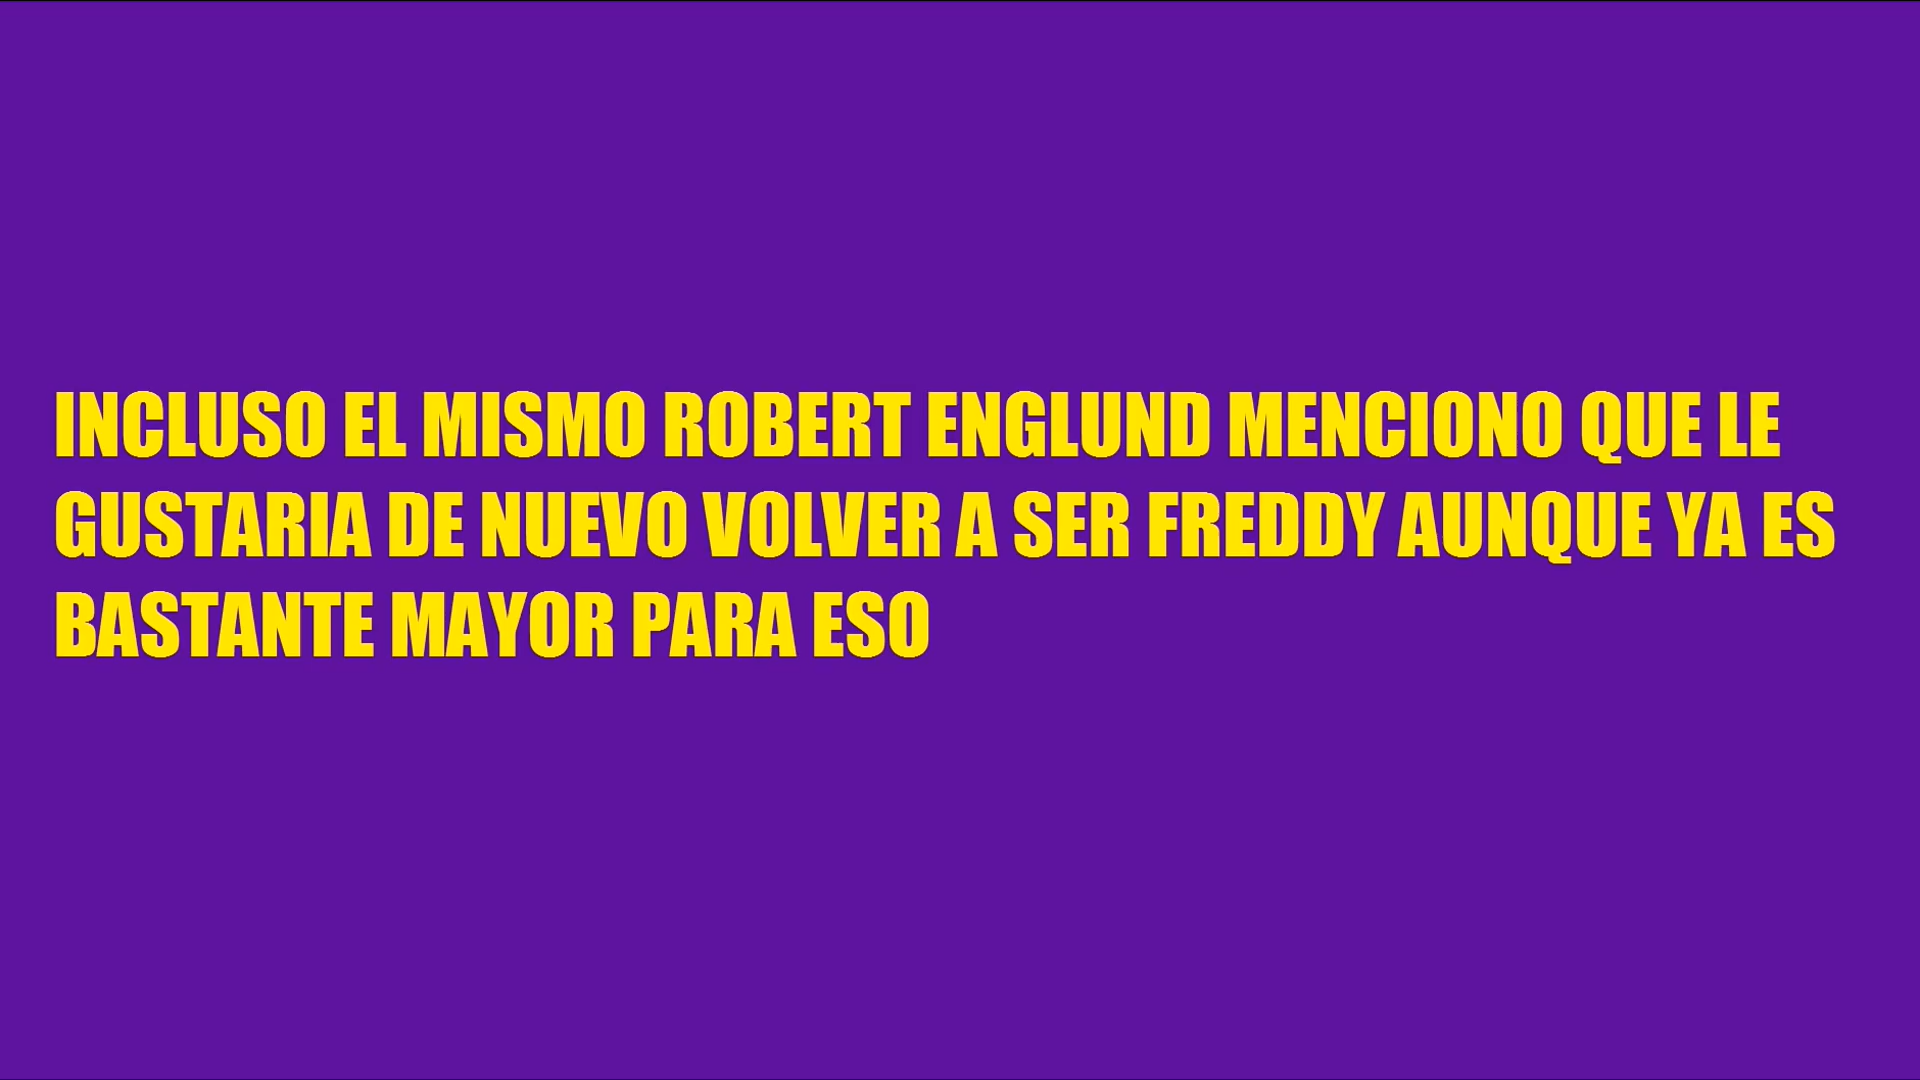 INCLUSO EL MISMO ROBERT ENGLUND MENCIONO QUE LE
GUSTARIA DE NUEVO VOLVER A SER FREDDY AUNQUE YA ES
BASTANTE MAYOR PARA ESO